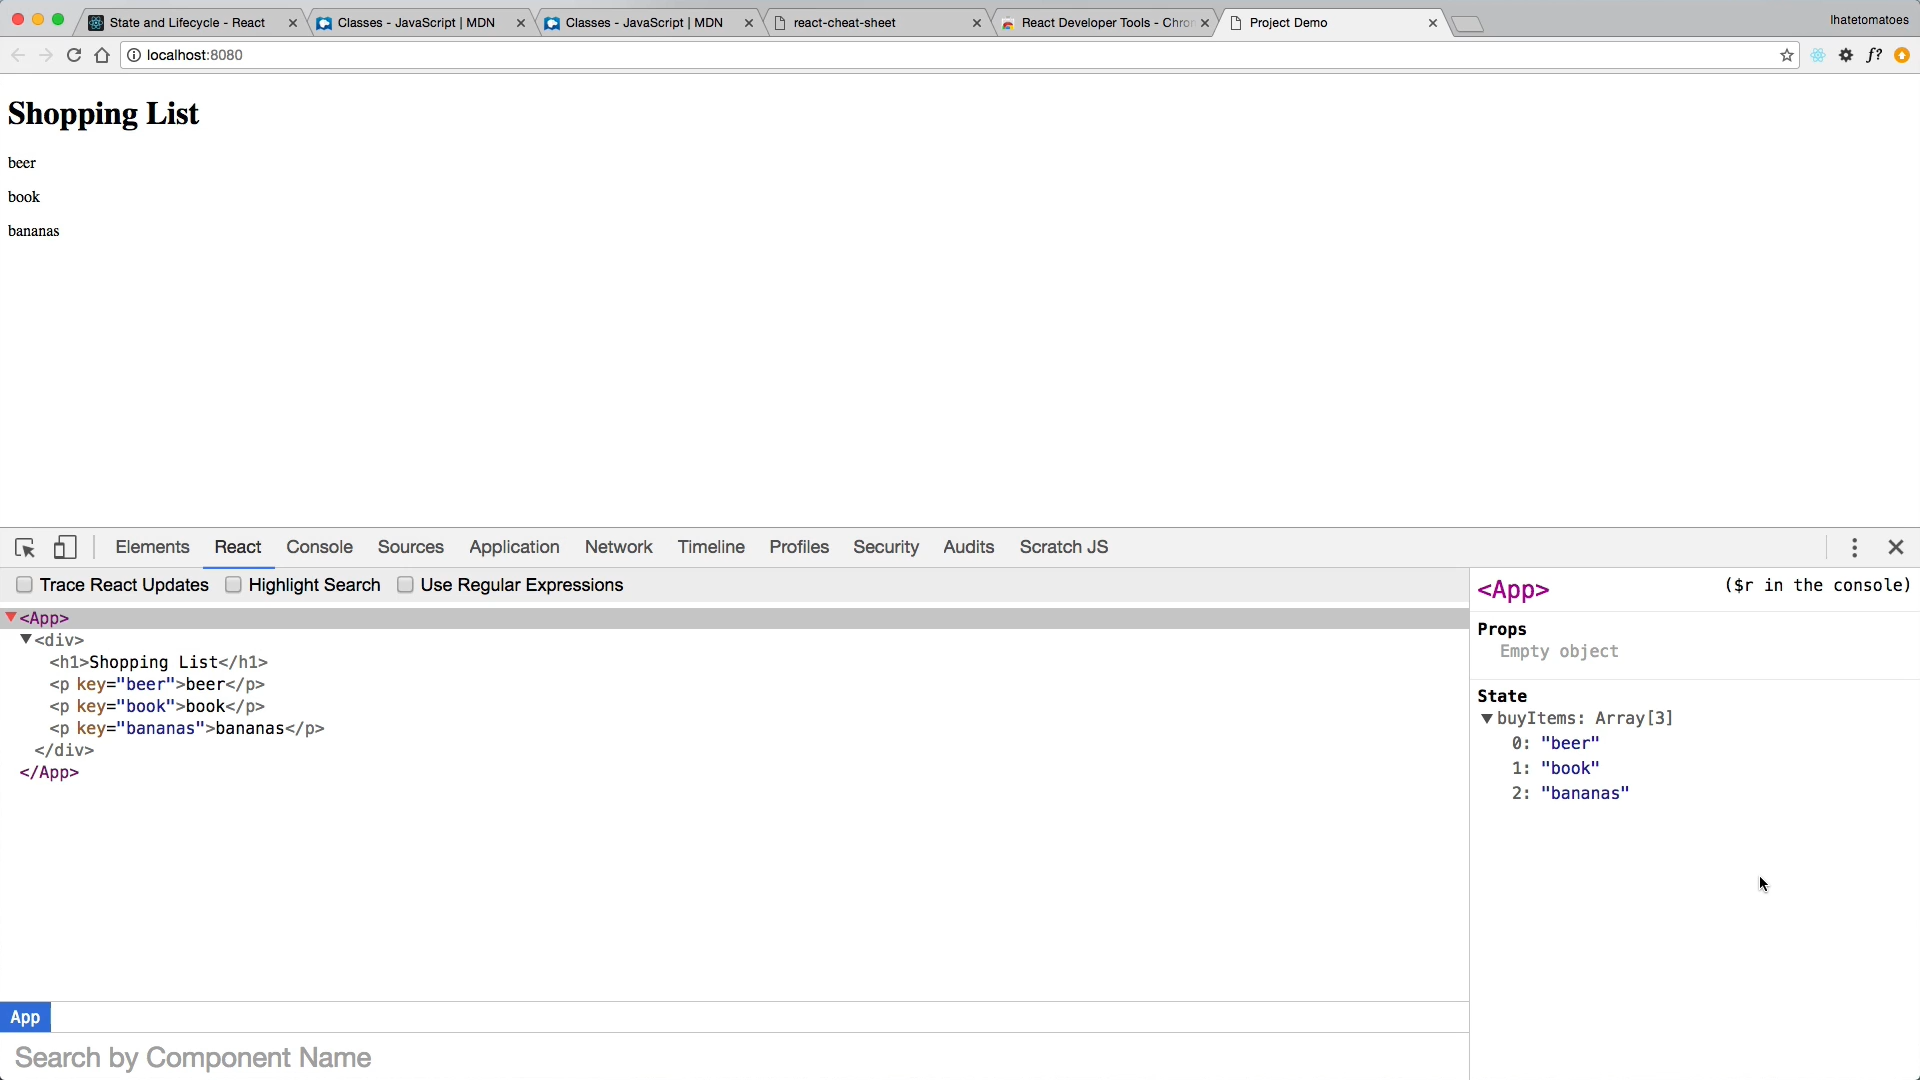 State and Lifecycle - React
Classes - JavaScript | MDN
Classes - JavaScript | MDN
react-cheat-sheet
React Developer Tools - Chro
Project Demo
Ihatetomatoes
localhost:8080
f?
Shopping List
beer
book
bananas
Elements React Console Sources Application Network Timeline Profiles Security Audits Scratch JS
Trace React Updates Highlight Search Use Regular Expressions
<App>
<div>
<h1>Shopping List</h1>
<p key="beer">beer</p>
<p key="book">book</p>
<p key="bananas">bananas</p>
</div>
</App>
App
Search by Component Name
<App> ($r in the console)
Props
Empty object
State
buyItems: Array[3]
0: "beer"
1: "book"
2: "bananas"